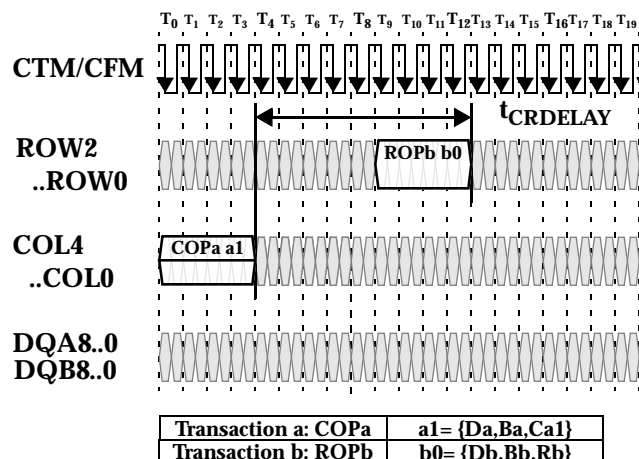 T0 T1 T2 T3 T4 T5 T6 T7 T8 T9 T10 T11 T12 T13 T14 T15 T16 T17 T18 T19
CTM/CFM
tCRDELAY
ROW2
..ROW0
ROPb b0
COL4
..COL0
COPa a1
DQA8..0
DQB8..0
Transaction a: COPa a1= {Da,Ba,Ca1}
Transaction b: ROPb b0= {Db,Bb,Rb}